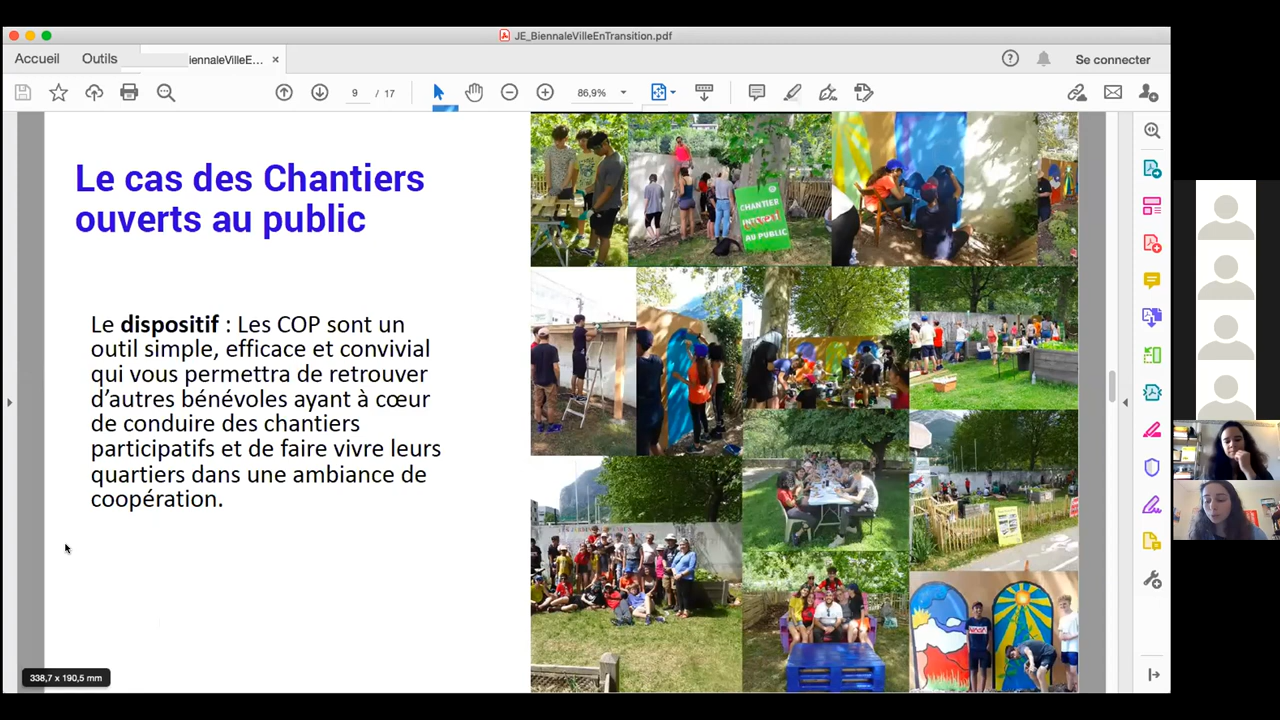 JE_BiennaleVilleEnTransition.pdf
Accueil
Outils
iennaleVilleE...
Se connecter
9 / 17
86,9%
Le cas des Chantiers
ouverts au public
Le dispositif : Les COP sont un
outil simple, efficace et convivial
qui vous permettra de retrouver
d’autres bénévoles ayant à cœur
de conduire des chantiers
participatifs et de faire vivre leurs
quartiers dans une ambiance de
coopération.
CHANTIER
AU PUBLIC
338,7 x 190,5 mm